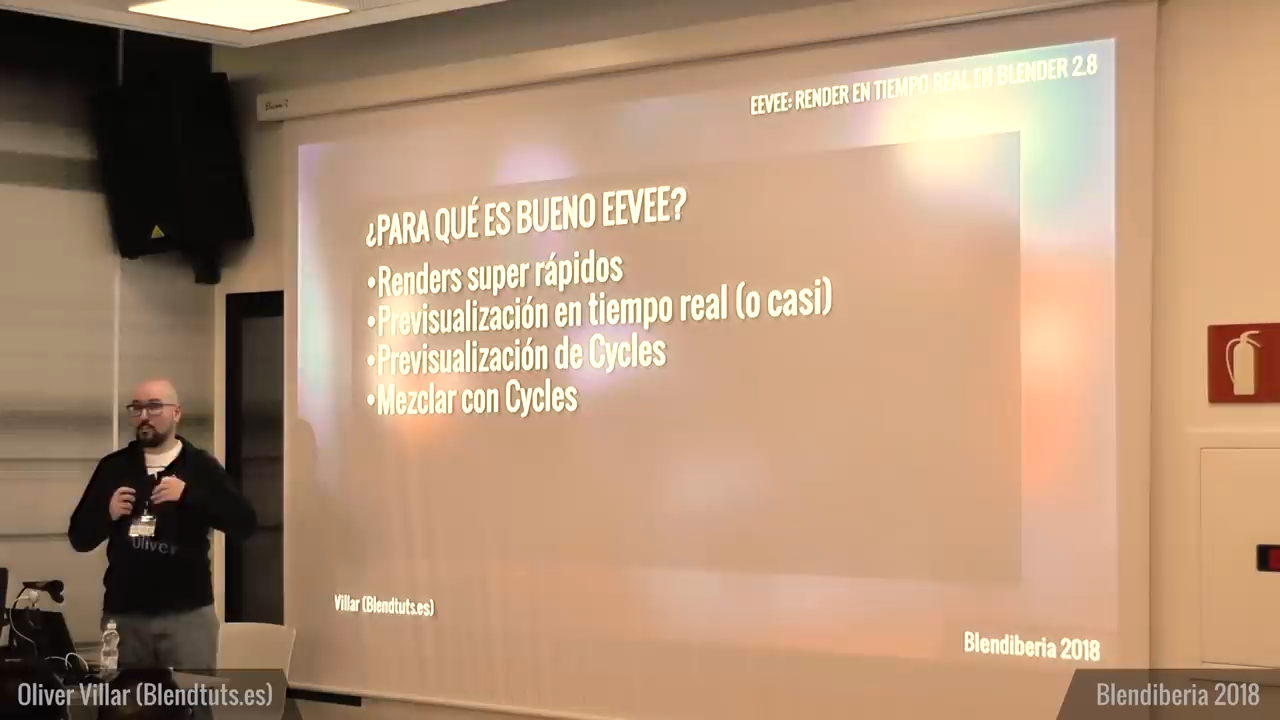 EEVEE: RENDER EN TIEMPO REAL EN BLENDER 2.8
¿PARA QUÉ ES BUENO EEVEE?
•Renders super rápidos
•Previsualización en tiempo real (o casi)
•Previsualización de Cycles
•Mezclar con Cycles
Oliver
Villar (Blendtuts.es)
Blendiberia 2018
Oliver Villar (Blendtuts.es)
Blendiberia 2018